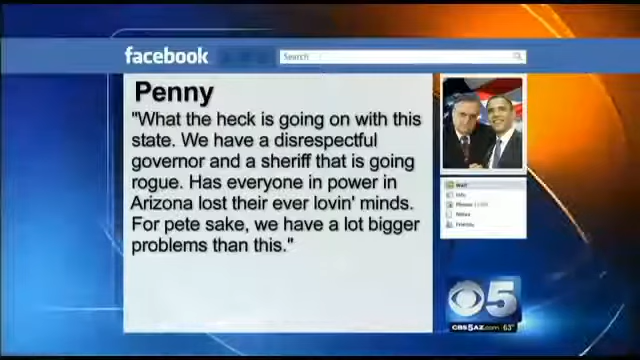 facebook
Search
Penny
"What the heck is going on with this
state. We have a disrespectful
governor and a sheriff that is going
rogue. Has everyone in power in
Arizona lost their ever lovin' minds.
For pete sake, we have a lot bigger
problems than this."
Wall
Info
Photos
Notes
Friends
5
CBS5AZ.com 63°